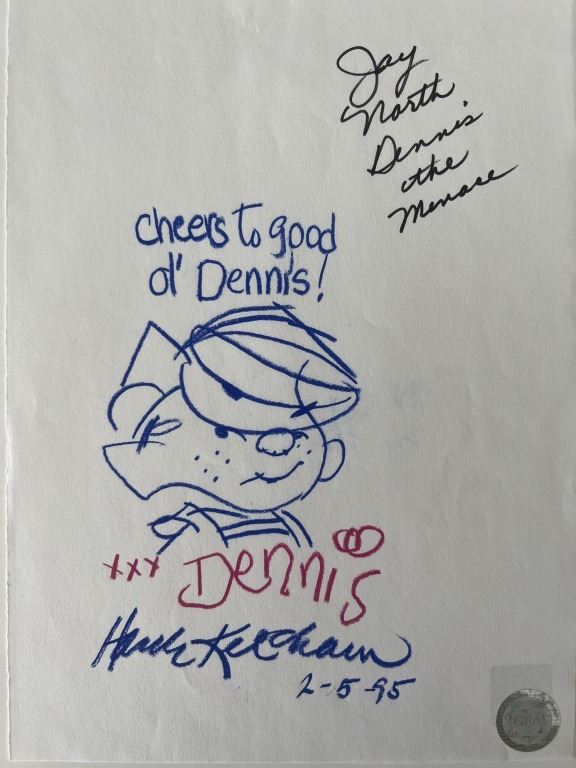 Jay
North
Dennis
the
Menace
cheers to good
ol' Dennis!
xxx Dennis
Hank Ketcham
2-5-95